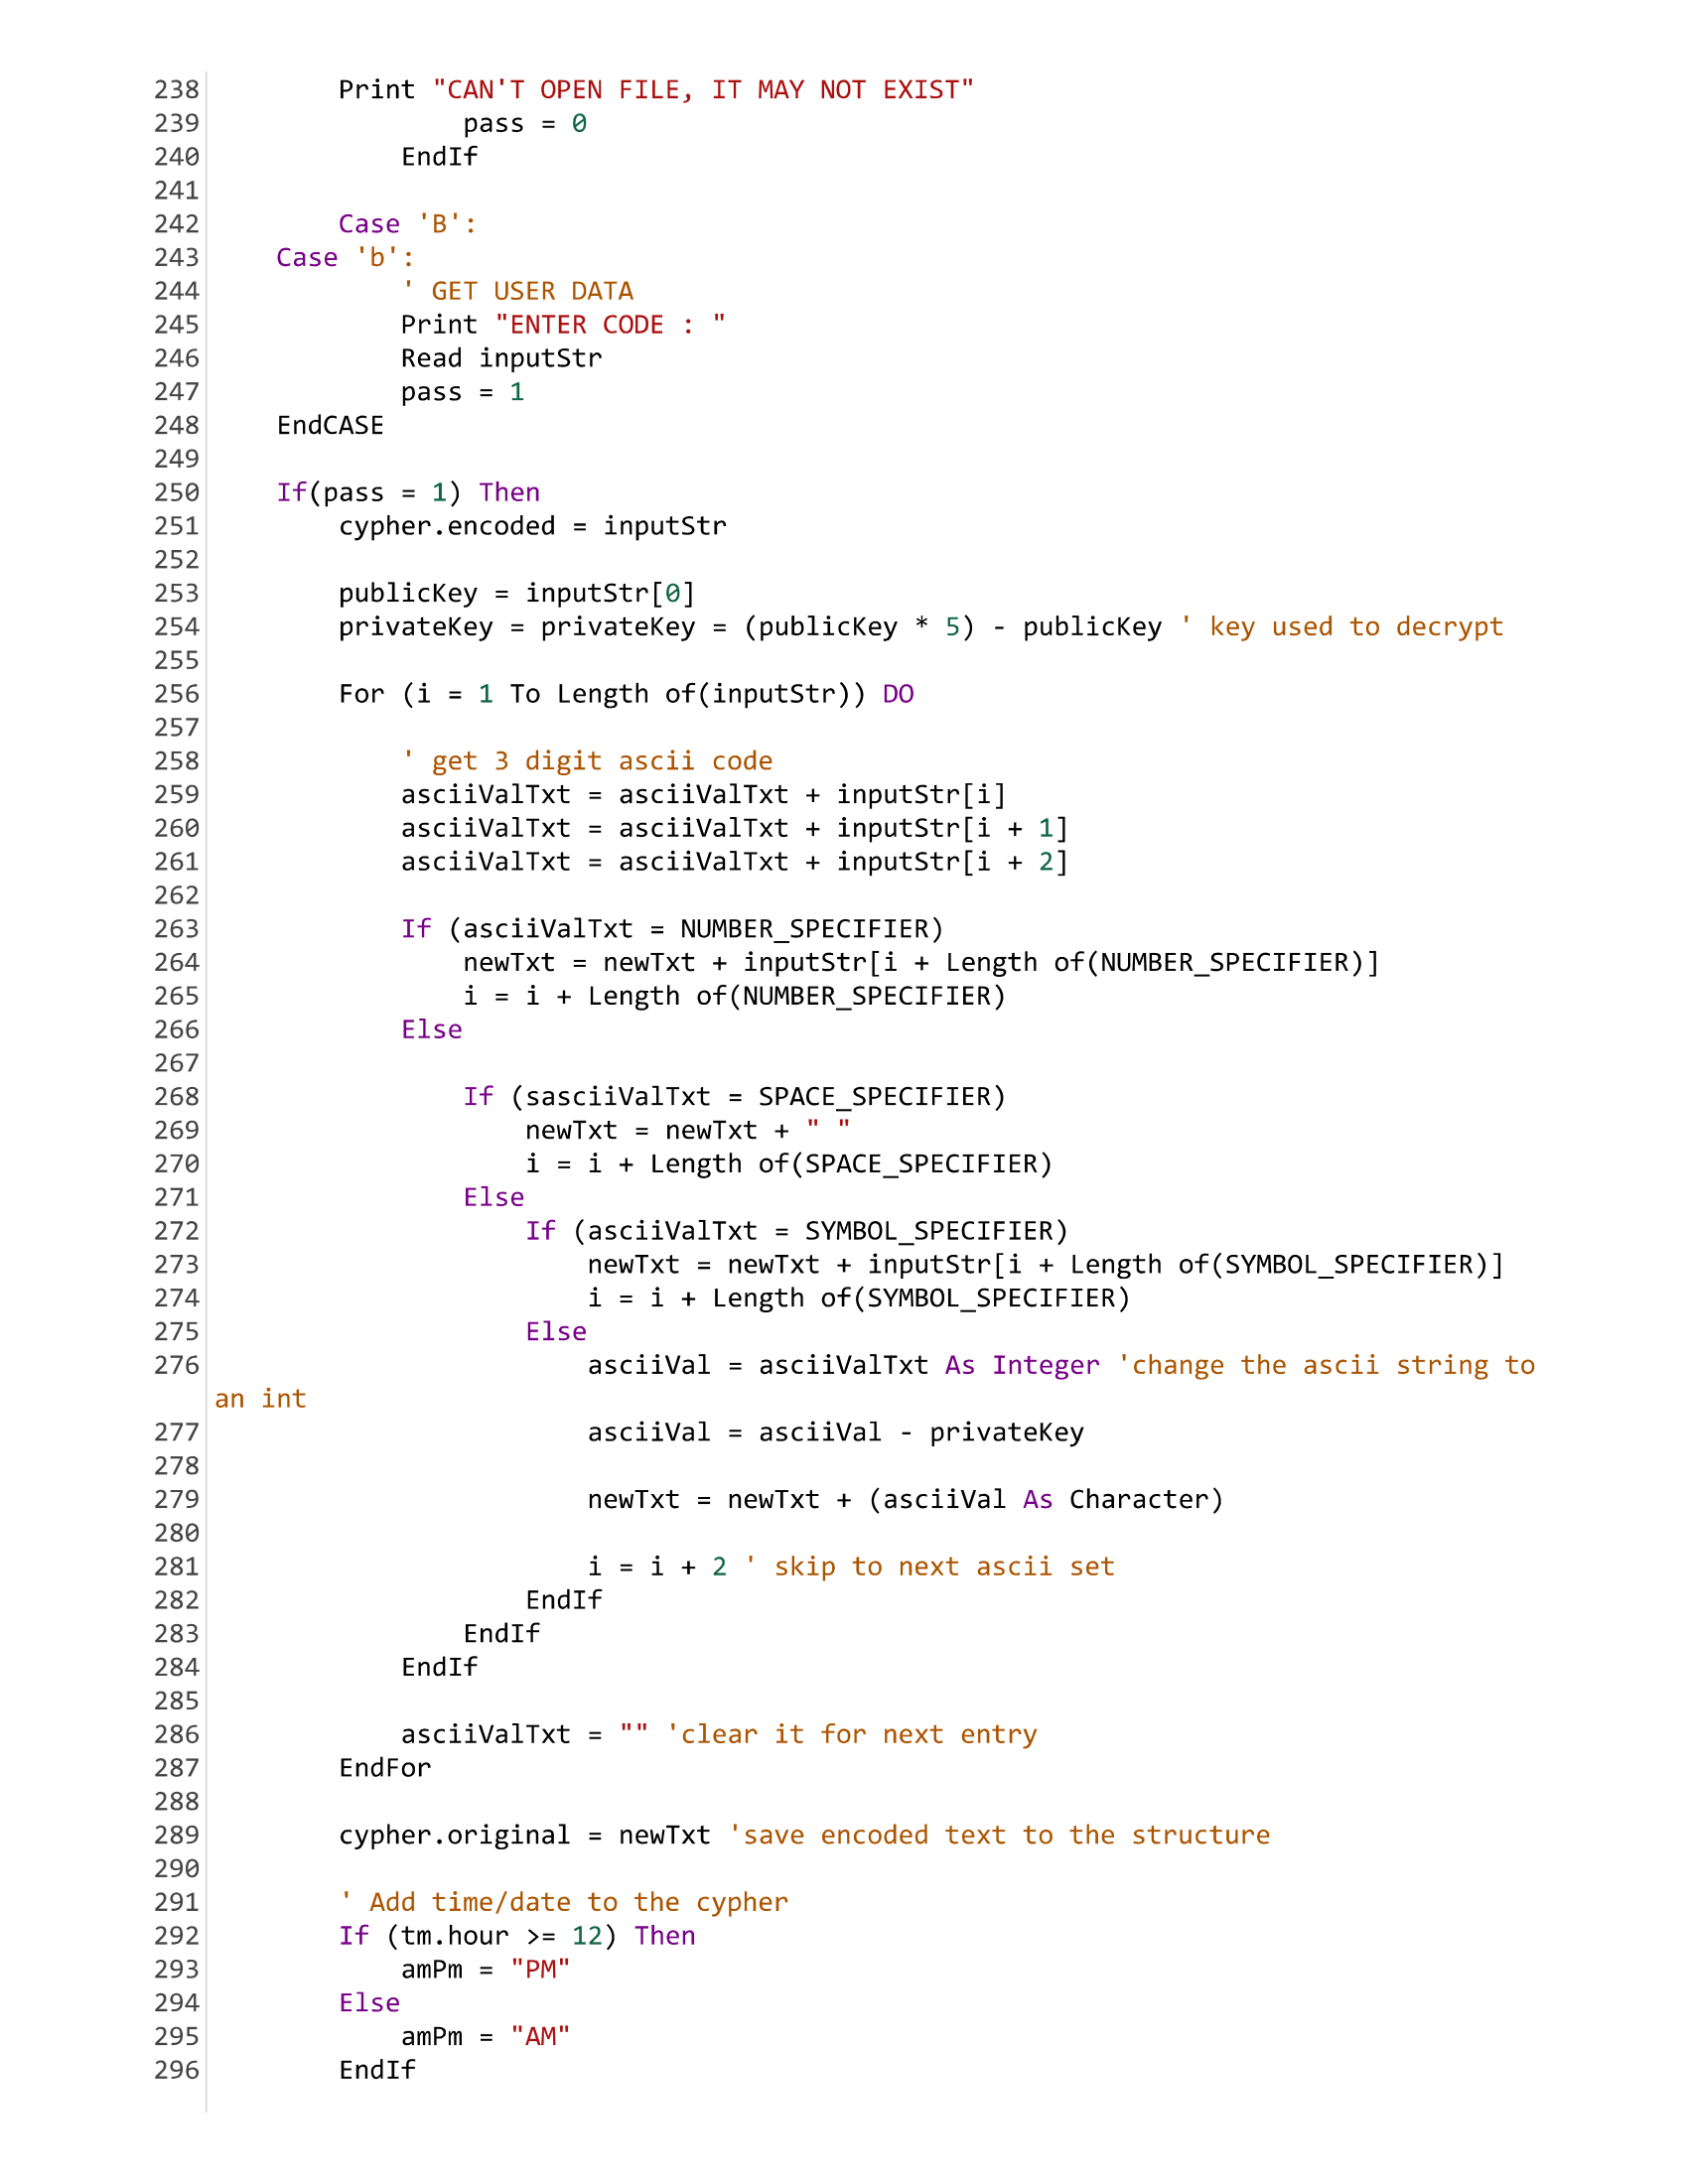 238 Print "CAN'T OPEN FILE, IT MAY NOT EXIST"
239 pass = 0
240 EndIf
241
242 Case 'B':
243 Case 'b':
244 ' GET USER DATA
245 Print "ENTER CODE : "
246 Read inputStr
247 pass = 1
248 EndCASE
249
250 If(pass = 1) Then
251 cypher.encoded = inputStr
252
253 publicKey = inputStr[0]
254 privateKey = privateKey = (publicKey * 5) - publicKey ' key used to decrypt
255
256 For (i = 1 To Length of(inputStr)) DO
257
258 ' get 3 digit ascii code
259 asciiValTxt = asciiValTxt + inputStr[i]
260 asciiValTxt = asciiValTxt + inputStr[i + 1]
261 asciiValTxt = asciiValTxt + inputStr[i + 2]
262
263 If (asciiValTxt = NUMBER_SPECIFIER)
264 newTxt = newTxt + inputStr[i + Length of(NUMBER_SPECIFIER)]
265 i = i + Length of(NUMBER_SPECIFIER)
266 Else
267
268 If (sasciiValTxt = SPACE_SPECIFIER)
269 newTxt = newTxt + " "
270 i = i + Length of(SPACE_SPECIFIER)
271 Else
272 If (asciiValTxt = SYMBOL_SPECIFIER)
273 newTxt = newTxt + inputStr[i + Length of(SYMBOL_SPECIFIER)]
274 i = i + Length of(SYMBOL_SPECIFIER)
275 Else
276 asciiVal = asciiValTxt As Integer 'change the ascii string to
an int
277 asciiVal = asciiVal - privateKey
278
279 newTxt = newTxt + (asciiVal As Character)
280
281 i = i + 2 ' skip to next ascii set
282 EndIf
283 EndIf
284 EndIf
285
286 asciiValTxt = "" 'clear it for next entry
287 EndFor
288
289 cypher.original = newTxt 'save encoded text to the structure
290
291 ' Add time/date to the cypher
292 If (tm.hour >= 12) Then
293 amPm = "PM"
294 Else
295 amPm = "AM"
296 EndIf